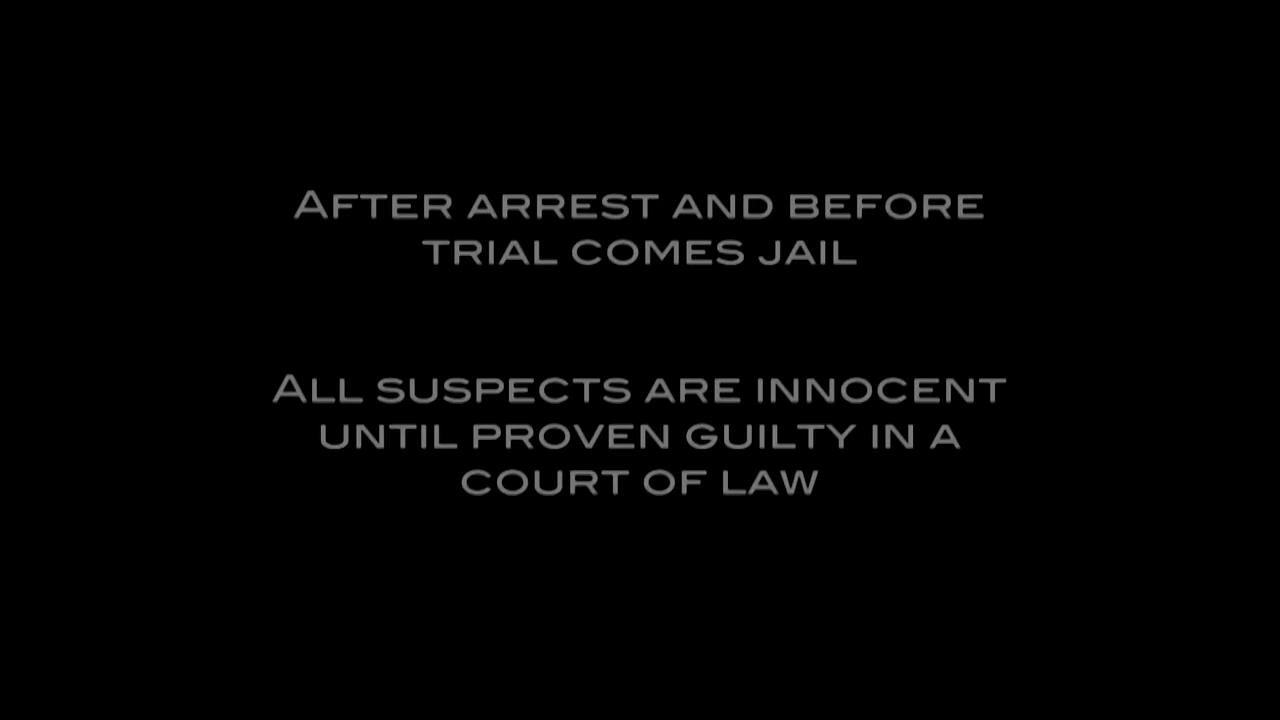 After arrest and before
trial comes jail
All suspects are innocent
until proven guilty in a
court of law